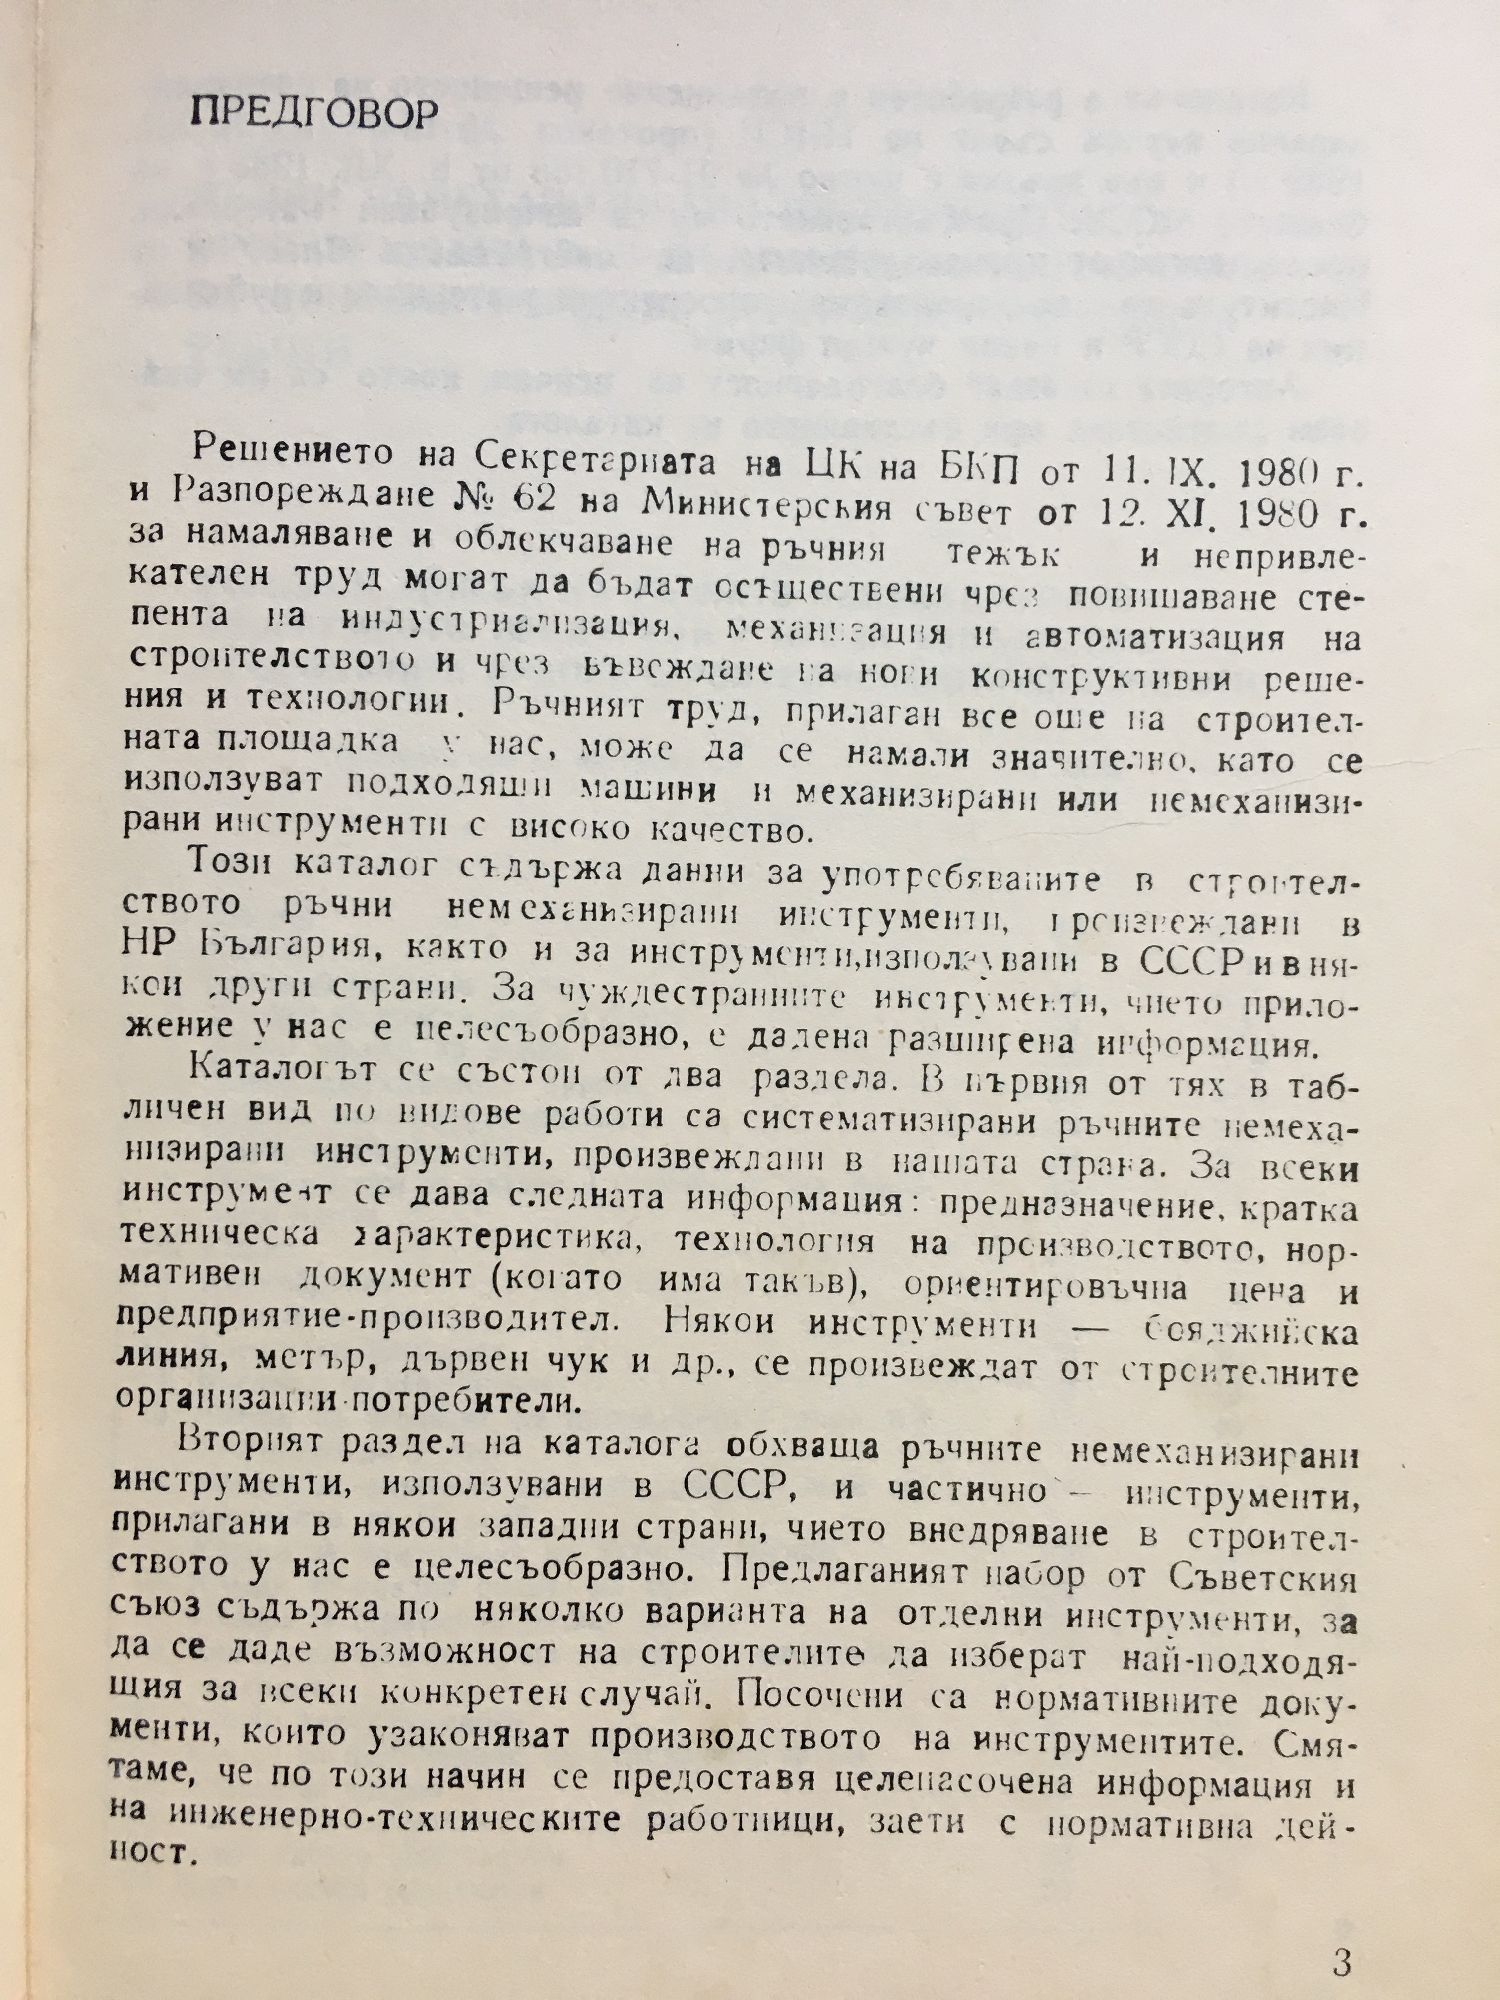 ПРЕДГОВОР
Решението на Секретариата на ЦК на БКП от 11. IX. 1980 г.
и Разпореждане № 62 на Министерския съвет от 12. XI. 1980 г.
за намаляване и облекчаване на ръчния тежък и непривле-
кателен труд могат да бъдат осъществени чрез повишаване сте-
пента на индустриализация, механизация и автоматизация на
строителството и чрез въвеждане на нови конструктивни реше-
ния и технологии. Ръчният труд, прилаган все още на строител-
ната площадка у нас, може да се намали значително, като се
използуват подходящи машини и механизирани или немеханизи-
рани инструменти с високо качество.
Този каталог съдържа данни за употребяваните в строител-
ството ръчни немеханизирани инструменти, произвеждани в
НР България, както и за инструменти, използувани в СССР и в ня-
кои други страни. За чуждестранните инструменти, чието прило-
жение у нас е целесъобразно, е дадена разширена информация.
Каталогът се състои от два раздела. В първия от тях в таб-
личен вид по видове работи са систематизирани ръчните немеха-
низирани инструменти, произвеждани в нашата страна. За всеки
инструмент се дава следната информация: предназначение, кратка
техническа характеристика, технология на производството, нор-
мативен документ (когато има такъв), ориентировъчна цена и
предприятие-производител. Някои инструменти — бояджийска
линия, метър, дървен чук и др., се произвеждат от строителните
организации-потребители.
Вторият раздел на каталога обхваща ръчните немеханизирани
инструменти, използувани в СССР, и частично — инструменти,
прилагани в някои западни страни, чието внедряване в строител-
ството у нас е целесъобразно. Предлаганият набор от Съветския
съюз съдържа по няколко варианта на отделни инструменти, за
да се даде възможност на строителите да изберат най-подходя-
щия за всеки конкретен случай. Посочени са нормативните доку-
менти, които узаконяват производството на инструментите. Смя-
таме, че по този начин се предоставя целенасочена информация и
на инженерно-техническите работници, заети с нормативна дей-
ност.
3